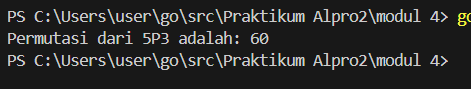 PS C:\Users\user\go\src\Praktikum Alpro2\modul 4> go
Permutasi dari 5P3 adalah: 60
PS C:\Users\user\go\src\Praktikum Alpro2\modul 4>